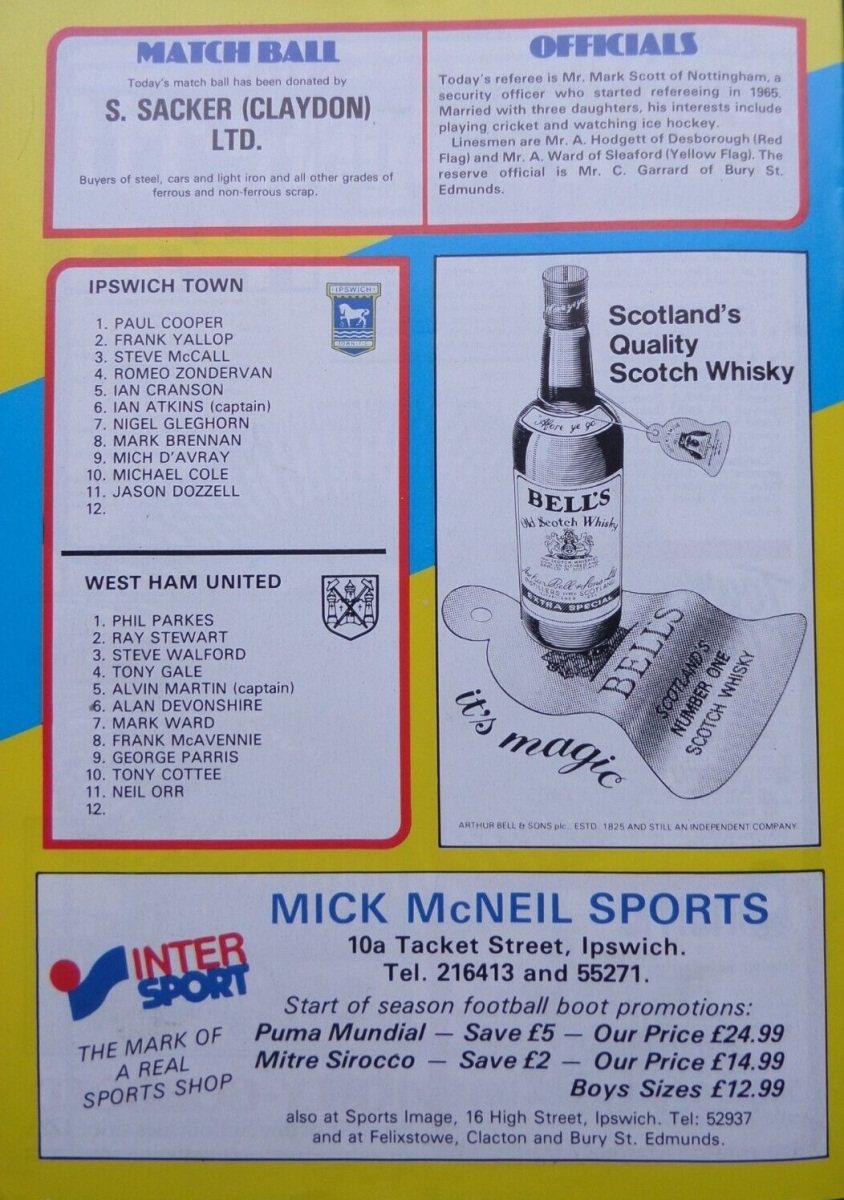 MATCH BALL
Today's match ball has been donated by
S. SACKER (CLAYDON)
LTD.
Buyers of steel, cars and light iron and all other grades of
ferrous and non-ferrous scrap.
OFFICIALS
Today's referee is Mr. Mark Scott of Nottingham, a
security officer who started refereeing in 1965.
Married with three daughters, his interests include
playing cricket and watching ice hockey.
Linesmen are Mr. A. Hodgett of Desborough (Red
Flag) and Mr. A. Ward of Sleaford (Yellow Flag). The
reserve official is Mr. C. Garrard of Bury St.
Edmunds.
IPSWICH TOWN
IPSWICH
1. PAUL COOPER
2. FRANK YALLOP
3. STEVE McCALL
4. ROMEO ZONDERVAN
5. IAN CRANSON
6. IAN ATKINS (captain)
7. NIGEL GLEGHORN
8. MARK BRENNAN
9. MICH D'AVRAY
10. MICHAEL COLE
11. JASON DOZZELL
12.
WEST HAM UNITED
1. PHIL PARKES
2. RAY STEWART
3. STEVE WALFORD
4. TONY GALE
5. ALVIN MARTIN (captain)
6. ALAN DEVONSHIRE
7. MARK WARD
8. FRANK McAVENNIE
9. GEORGE PARRIS
10. TONY COTTEE
11. NEIL ORR
12.
Scotland's
Quality
Scotch Whisky
Afore ye go
BELL'S
Old Scotch Whisky
Arthur Bell & Sons Ltd
EXTRA SPECIAL
BELL'S
SCOTLAND'S
NUMBER ONE
SCOTCH WHISKY
it's magic
ARTHUR BELL & SONS plc. ESTD. 1825 AND STILL AN INDEPENDENT COMPANY
INTER
SPORT
THE MARK OF
A REAL
SPORTS SHOP
MICK McNEIL SPORTS
10a Tacket Street, Ipswich.
Tel. 216413 and 55271.
Start of season football boot promotions:
Puma Mundial — Save £5 — Our Price £24.99
Mitre Sirocco — Save £2 — Our Price £14.99
Boys Sizes £12.99
also at Sports Image, 16 High Street, Ipswich. Tel: 52937
and at Felixstowe, Clacton and Bury St. Edmunds.